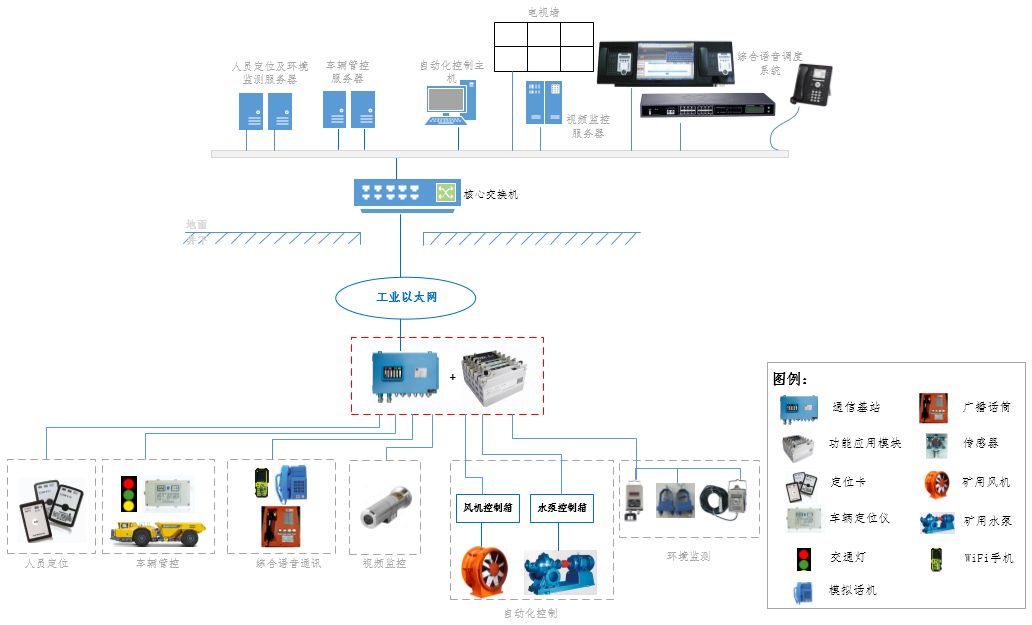 电视墙
人员定位及环境
监测服务器
车辆管控
服务器
自动化控制主
机
视频监控
服务器
综合语音调度
系统
核心交换机
地面
井下
工业以太网
+
风机控制箱
水泵控制箱
人员定位
车辆管控
综合语音通讯
视频监控
自动化控制
环境监测
图例：
通信基站
广播话筒
功能应用模块
传感器
定位卡
矿用风机
车辆定位仪
矿用水泵
交通灯
WiFi手机
模拟话机